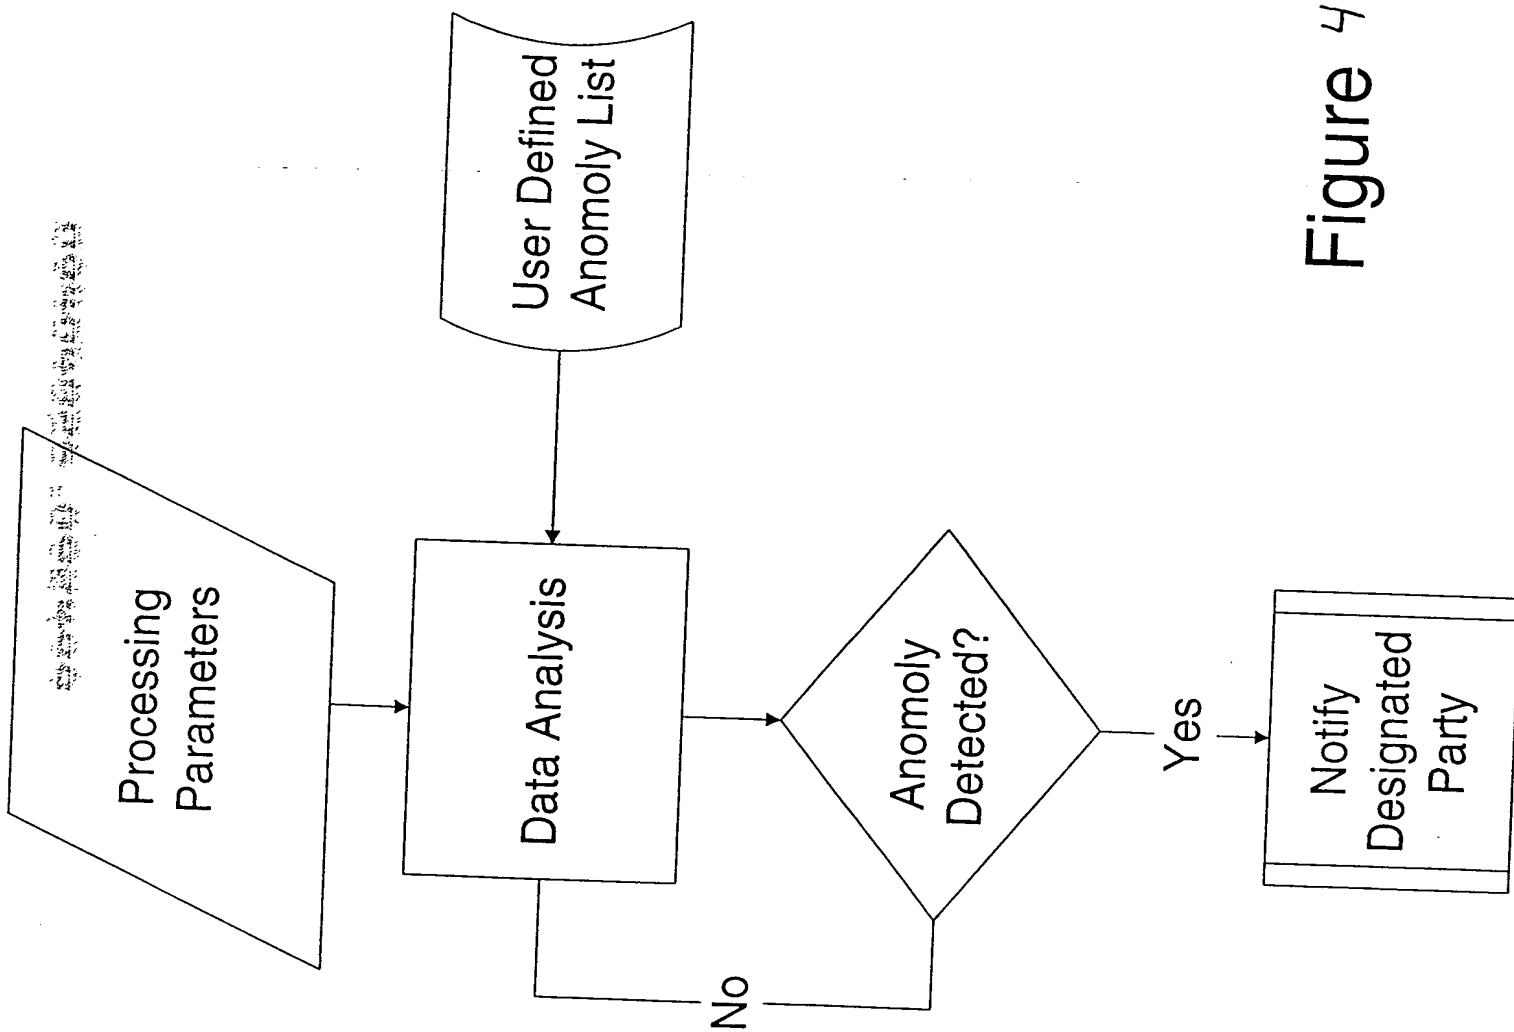 Processing
Parameters
User Defined
Anomoly List
Data Analysis
Anomoly
Detected?
No
Yes
Notify
Designated
Party
Figure 4